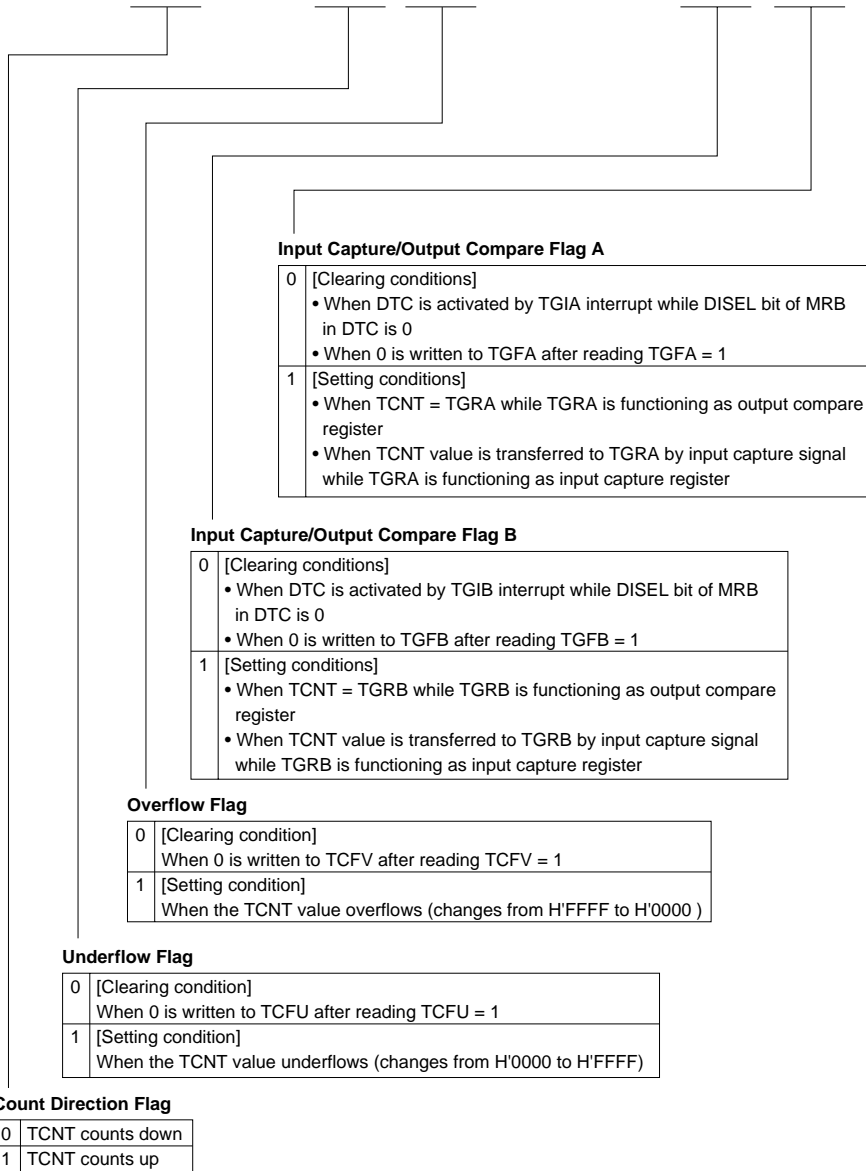 Input Capture/Output Compare Flag A
0 [Clearing conditions]
• When DTC is activated by TGIA interrupt while DISEL bit of MRB
in DTC is 0
• When 0 is written to TGFA after reading TGFA = 1
1 [Setting conditions]
• When TCNT = TGRA while TGRA is functioning as output compare
register
• When TCNT value is transferred to TGRA by input capture signal
while TGRA is functioning as input capture register
Input Capture/Output Compare Flag B
0 [Clearing conditions]
• When DTC is activated by TGIB interrupt while DISEL bit of MRB
in DTC is 0
• When 0 is written to TGFB after reading TGFB = 1
1 [Setting conditions]
• When TCNT = TGRB while TGRB is functioning as output compare
register
• When TCNT value is transferred to TGRB by input capture signal
while TGRB is functioning as input capture register
Overflow Flag
0 [Clearing condition]
When 0 is written to TCFV after reading TCFV = 1
1 [Setting condition]
When the TCNT value overflows (changes from H'FFFF to H'0000 )
Underflow Flag
0 [Clearing condition]
When 0 is written to TCFU after reading TCFU = 1
1 [Setting condition]
When the TCNT value underflows (changes from H'0000 to H'FFFF)
Count Direction Flag
0 TCNT counts down
1 TCNT counts up